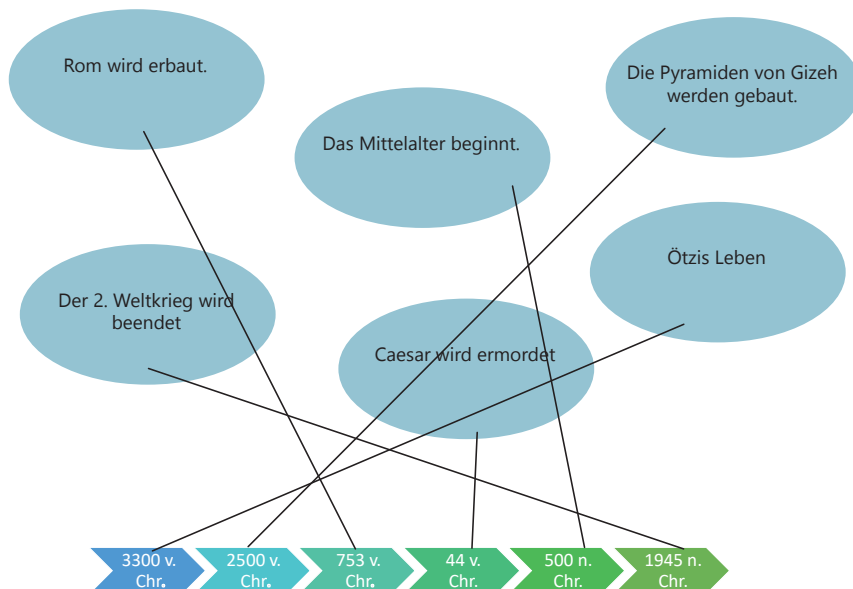 Rom wird erbaut.
Die Pyramiden von Gizeh
werden gebaut.
Das Mittelalter beginnt.
Ötzis Leben
Der 2. Weltkrieg wird
beendet
Caesar wird ermordet
3300 v.
Chr.
2500 v.
Chr.
753 v.
Chr.
44 v.
Chr.
500 n.
Chr.
1945 n.
Chr.